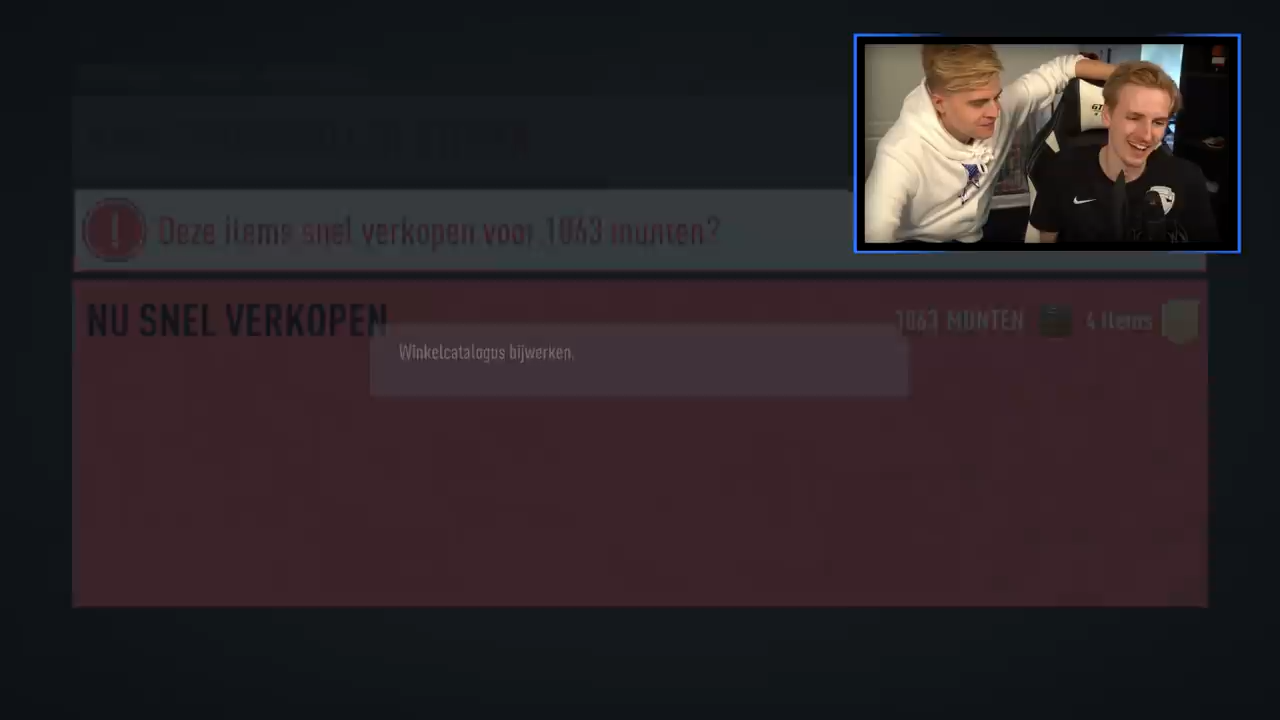 Deze items snel verkopen voor 1063 munten?
NU SNEL VERKOPEN
1063 MUNTEN
4 items
Winkelcatalogus bijwerken.